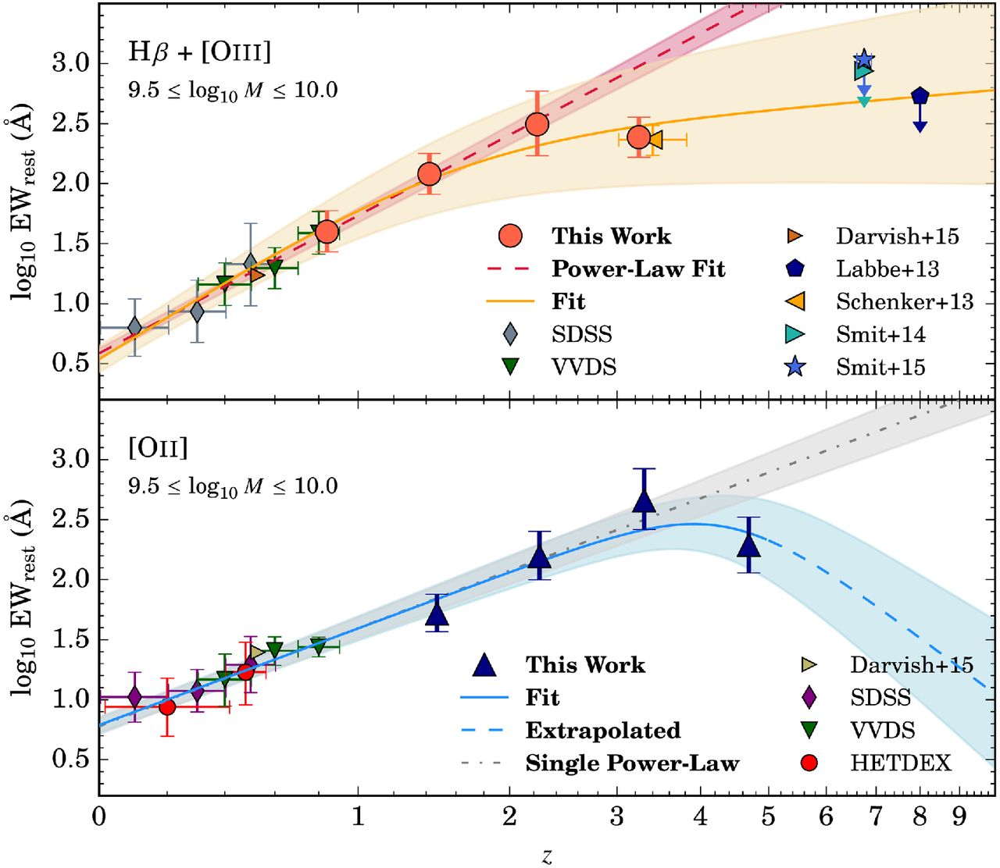 Hβ + [OIII]
9.5 ≤ log₁₀ M ≤ 10.0
log₁₀ EW_rest (Å)
3.0
2.5
2.0
1.5
1.0
0.5
This Work
Power-Law Fit
Fit
SDSS
VVDS
Darvish+15
Labbe+13
Schenker+13
Smit+14
Smit+15
[OII]
9.5 ≤ log₁₀ M ≤ 10.0
log₁₀ EW_rest (Å)
3.0
2.5
2.0
1.5
1.0
0.5
This Work
Fit
Extrapolated
Single Power-Law
Darvish+15
SDSS
VVDS
HETDEX
0 1 2 3 4 5 6 7 8 9
z